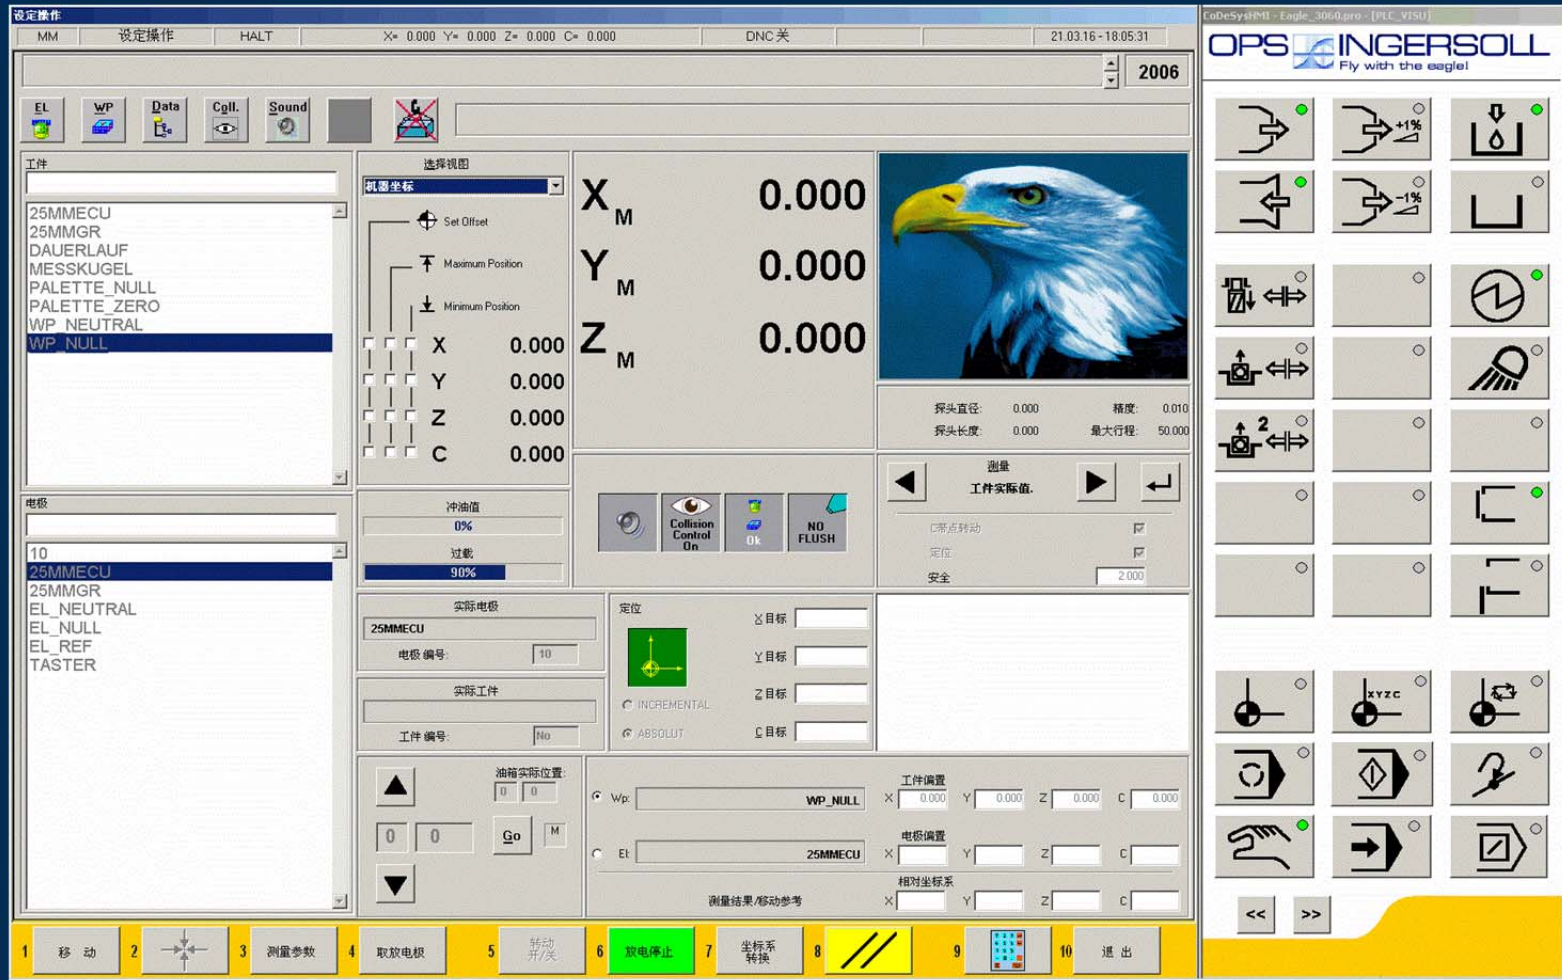 设定操作
MM 设定操作 HALT X= 0.000 Y= 0.000 Z= 0.000 C= 0.000 DNC 关 21.03.16 - 18:05:31
2006
EL WP Data Coll. Sound
工件
25MMECU
25MMGR
DAUERLAUF
MESSKUGEL
PALETTE_NULL
PALETTE_ZERO
WP_NEUTRAL
WP_NULL
电极
10
25MMECU
25MMGR
EL_NEUTRAL
EL_NULL
EL_REF
TASTER
选择视图
机器坐标
Set Offset
Maximum Position
Minimum Position
X 0.000
Y 0.000
Z 0.000
C 0.000
X M 0.000
Y M 0.000
Z M 0.000
探头直径: 0.000 精度: 0.010
探头长度: 0.000 最大行程: 50.000
冲油值
0%
过载
90%
Collision Control On
Ok
NO FLUSH
测量
工件实际值.
C带点转动
定位
安全 2.000
实际电极
25MMECU
电极 编号: 10
实际工件
工件 编号: No
定位
INCREMENTAL
ABSOLUT
X 目标
Y 目标
Z 目标
C 目标
油箱实际位置:
0 0
0 0 Go M
工件偏置
Wp: WP_NULL X 0.000 Y 0.000 Z 0.000 C 0.000
电极偏置
El: 25MMECU X Y Z C
相对坐标系
测量结果/移动参考 X Y Z C
1 移 动 2 3 测量参数 4 取放电极 5 转动 开/关 6 放电停止 7 坐标系 转换 8 9 10 退 出
CoDeSysHMI - Eagle_3060.pro - [PLC_VISU]
OPS INGERSOLL
Fly with the eagle!
+1%
-1%
2
XYZC
<< >>